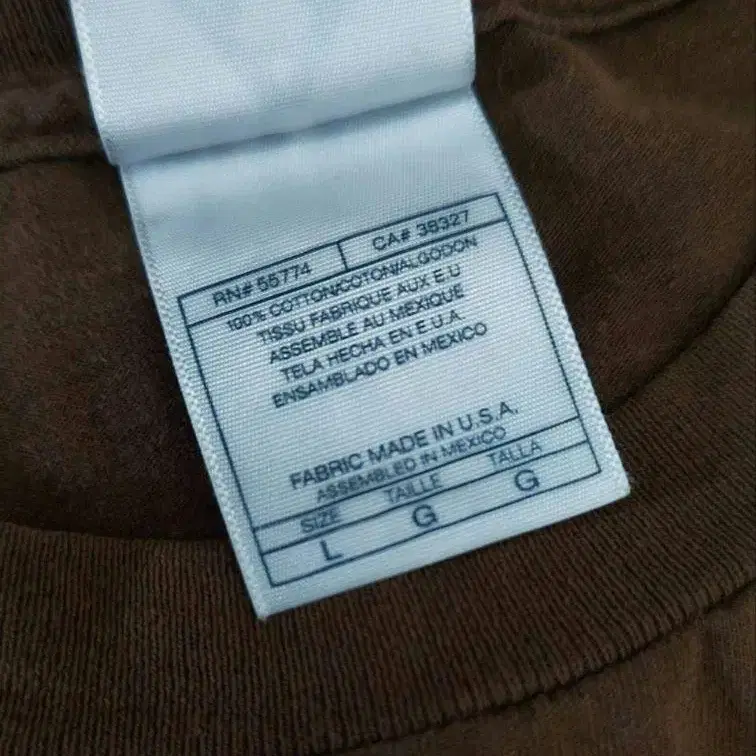 RN# 55774 CA# 38327
100% COTTON/COTON/ALGODON
TISSU FABRIQUE AUX E U
ASSEMBLE AU MEXIQUE
TELA HECHA EN E.U.A.
ENSAMBLADO EN MEXICO
FABRIC MADE IN U.S.A.
ASSEMBLED IN MEXICO
SIZE TAILLE TALLA
L G G